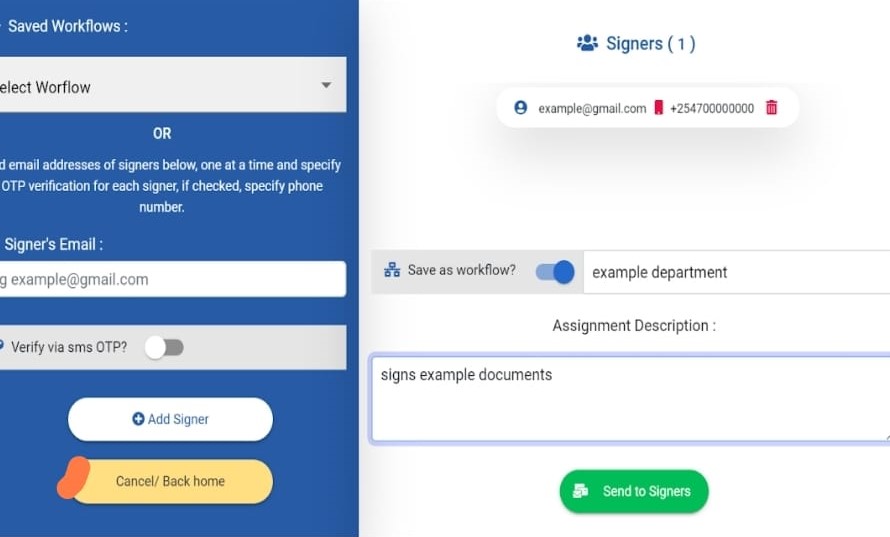 Saved Workflows :
elect Worflow
OR
d email addresses of signers below, one at a time and specify
OTP verification for each signer, if checked, specify phone
number.
Signer's Email :
g example@gmail.com
Verify via sms OTP?
Add Signer
Cancel/ Back home
Signers ( 1 )
example@gmail.com +254700000000
Save as workflow? example department
Assignment Description :
signs example documents
Send to Signers